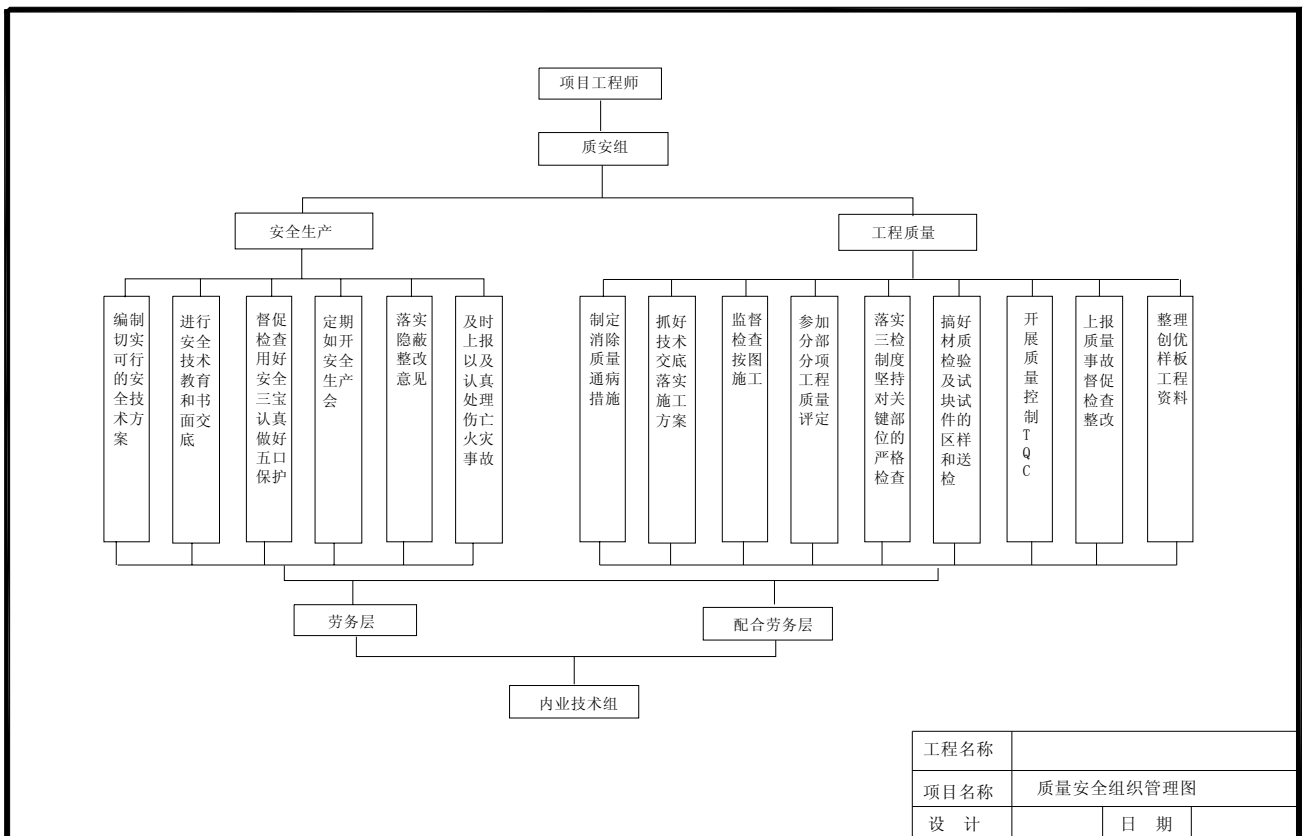 项目工程师
质安组
安全生产
工程质量
编制切实可行的安全技术方案
进行安全技术教育和书面交底
督促检查用好安全三宝认真做好五口保护
定期如开安全生产会
落实隐蔽整改意见
及时上报以及认真处理伤亡火灾事故
制定消除质量通病措施
抓好技术交底落实施工方案
监督检查按图施工
参加分部分项工程质量评定
落实三检制度坚持对关键部位的严格检查
搞好材质检验及试块试件的区样和送检
开展质量控制TQC
上报质量事故督促检查整改
整理创优样板工程资料
劳务层
配合劳务层
内业技术组
工程名称
项目名称 质量安全组织管理图
设 计 日 期